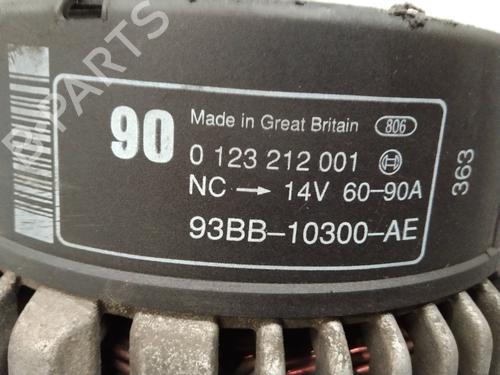 B-PARTS
90
Made in Great Britain 806
0 123 212 001
NC → 14V 60-90A
93BB-10300-AE
363